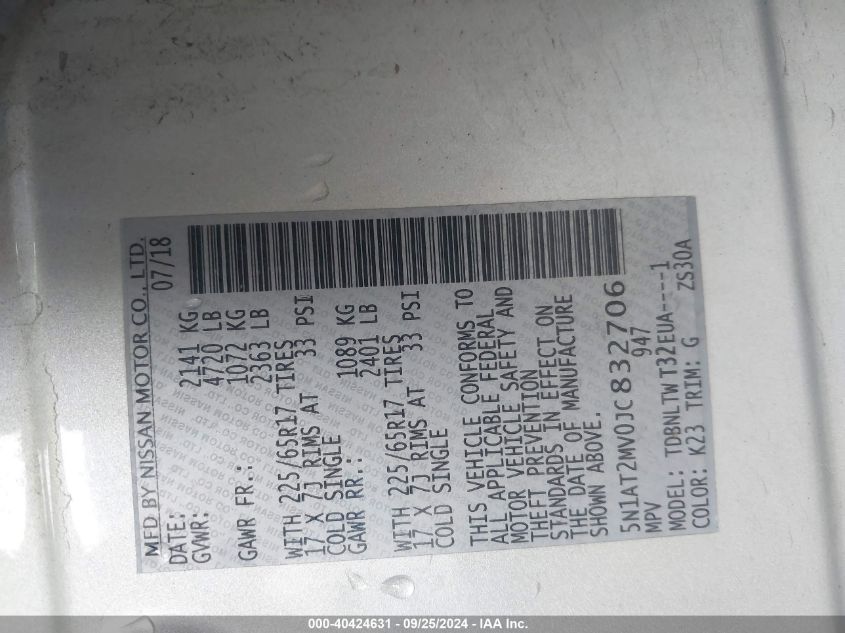 MFD BY NISSAN MOTOR CO., LTD.
DATE: 07/18
GVWR: 2141 KG
4720 LB
GAWR FR.: 1072 KG
2363 LB
WITH 225/65R17 TIRES
17 X 7J RIMS AT 33 PSI
COLD SINGLE
GAWR RR.: 1089 KG
2401 LB
WITH 225/65R17 TIRES
17 X 7J RIMS AT 33 PSI
COLD SINGLE
THIS VEHICLE CONFORMS TO
ALL APPLICABLE FEDERAL
MOTOR VEHICLE SAFETY AND
THEFT PREVENTION
STANDARDS IN EFFECT ON
THE DATE OF MANUFACTURE
SHOWN ABOVE.
5N1AT2MV0JC832706
MPV 947
MODEL: TDBNLTW T32EUA----1
COLOR: K23 TRIM: G ZS30A
000-40424631 - 09/25/2024 - IAA Inc.